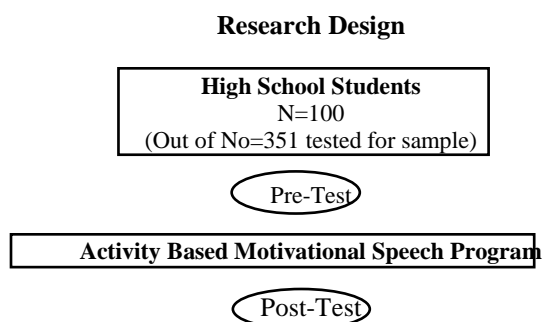 Research Design
High School Students
N=100
(Out of No=351 tested for sample)
Pre-Test
Activity Based Motivational Speech Program
Post-Test